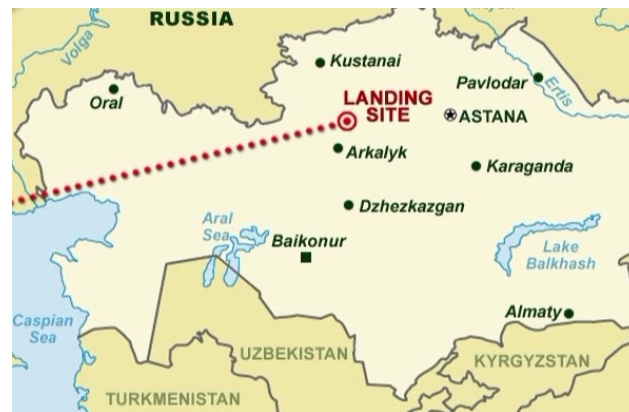 RUSSIA
Volga
Kustanai
Pavlodar
Ertis
Oral
LANDING
SITE
ASTANA
Arkalyk
Karaganda
Dzhezkazgan
Aral
Sea
Baikonur
Lake
Balkhash
Caspian
Sea
Almaty
UZBEKISTAN
KYRGYZSTAN
TURKMENISTAN